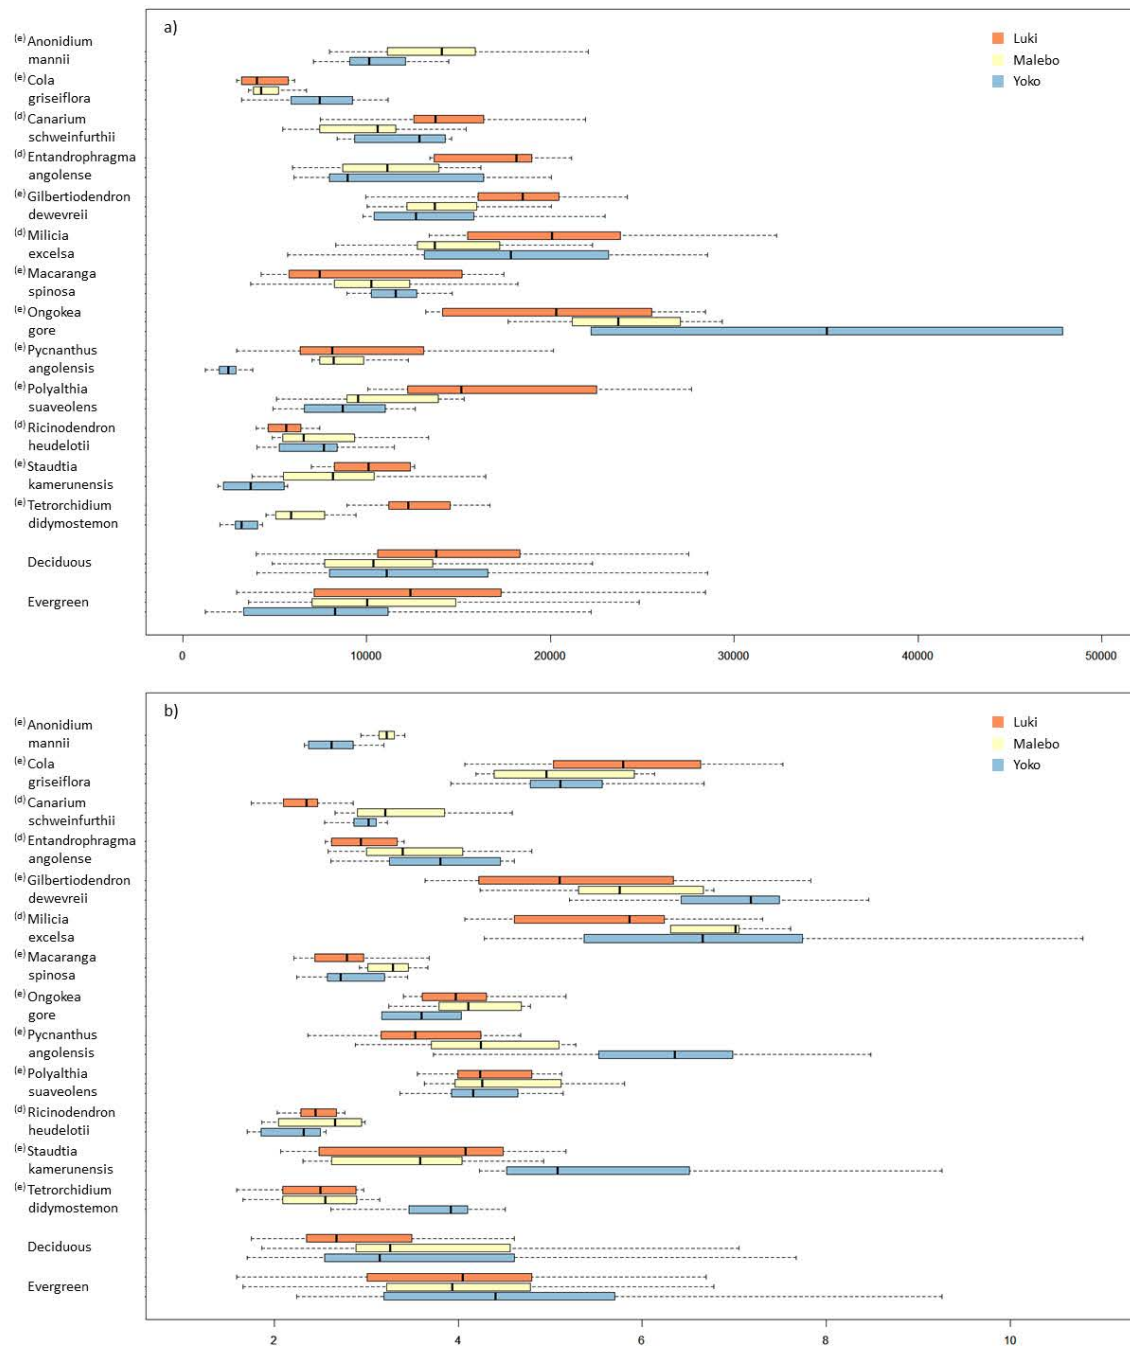 a)
Luki
Malebo
Yoko
(e) Anonidium
mannii
(e) Cola
griseiflora
(d) Canarium
schweinfurthii
(d) Entandrophragma
angolense
(e) Gilbertiodendron
dewevreii
(d) Milicia
excelsa
(e) Macaranga
spinosa
(e) Ongokea
gore
(e) Pycnanthus
angolensis
(e) Polyalthia
suaveolens
(d) Ricinodendron
heudelotii
(e) Staudtia
kamerunensis
(e) Tetrorchidium
didymostemon
Deciduous
Evergreen
0 10000 20000 30000 40000 50000
b)
Luki
Malebo
Yoko
(e) Anonidium
mannii
(e) Cola
griseiflora
(d) Canarium
schweinfurthii
(d) Entandrophragma
angolense
(e) Gilbertiodendron
dewevreii
(d) Milicia
excelsa
(e) Macaranga
spinosa
(e) Ongokea
gore
(e) Pycnanthus
angolensis
(e) Polyalthia
suaveolens
(d) Ricinodendron
heudelotii
(e) Staudtia
kamerunensis
(e) Tetrorchidium
didymostemon
Deciduous
Evergreen
2 4 6 8 10